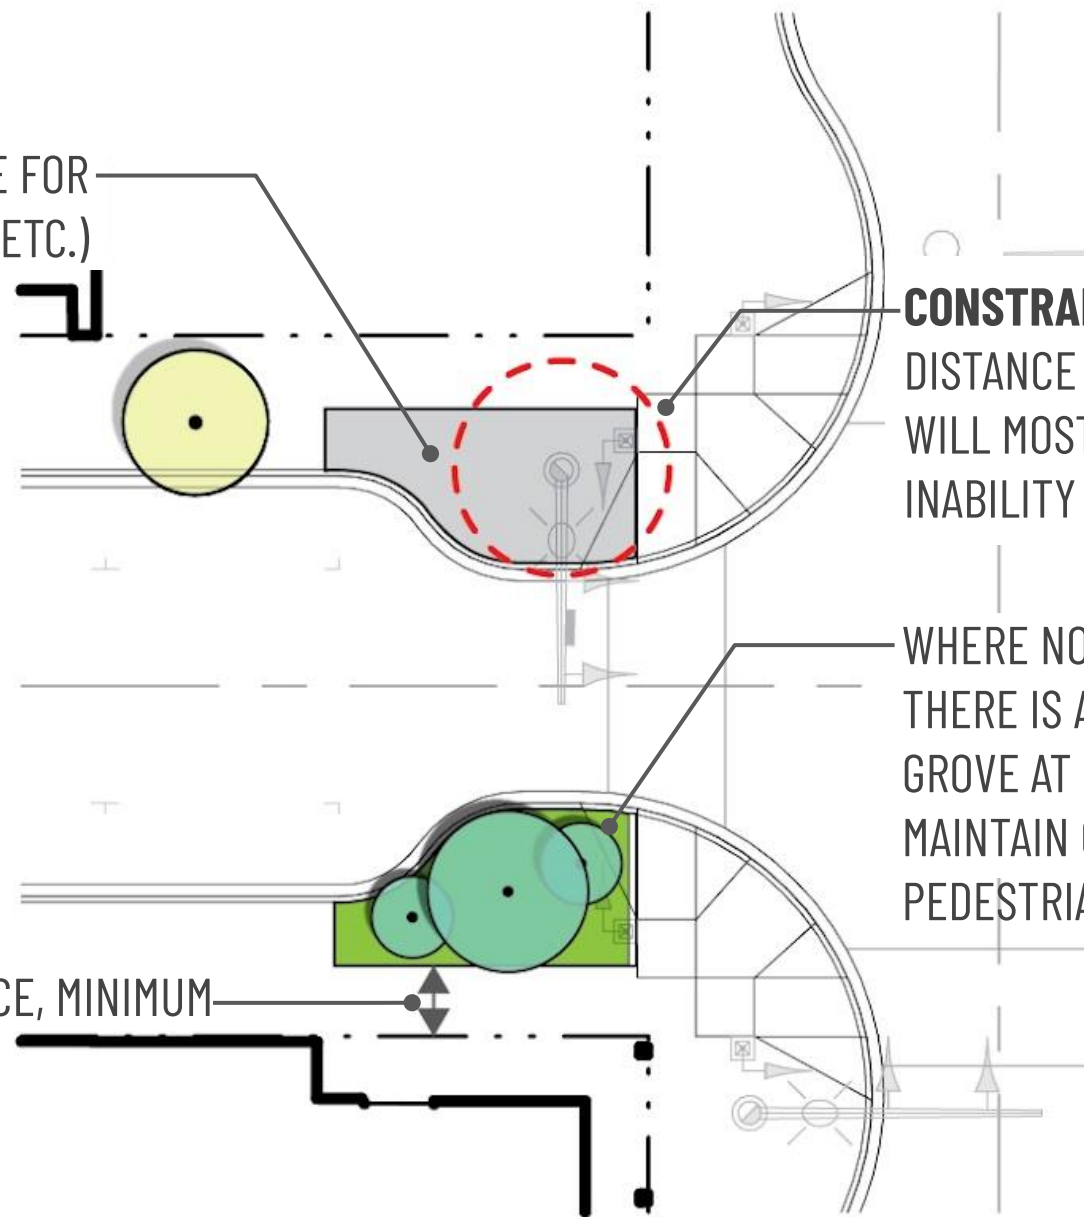 E FOR
ETC.)
CONSTRAI
DISTANCE
WILL MOST
INABILITY
WHERE NO
THERE IS A
GROVE AT
MAINTAIN
PEDESTRIA
CE, MINIMUM